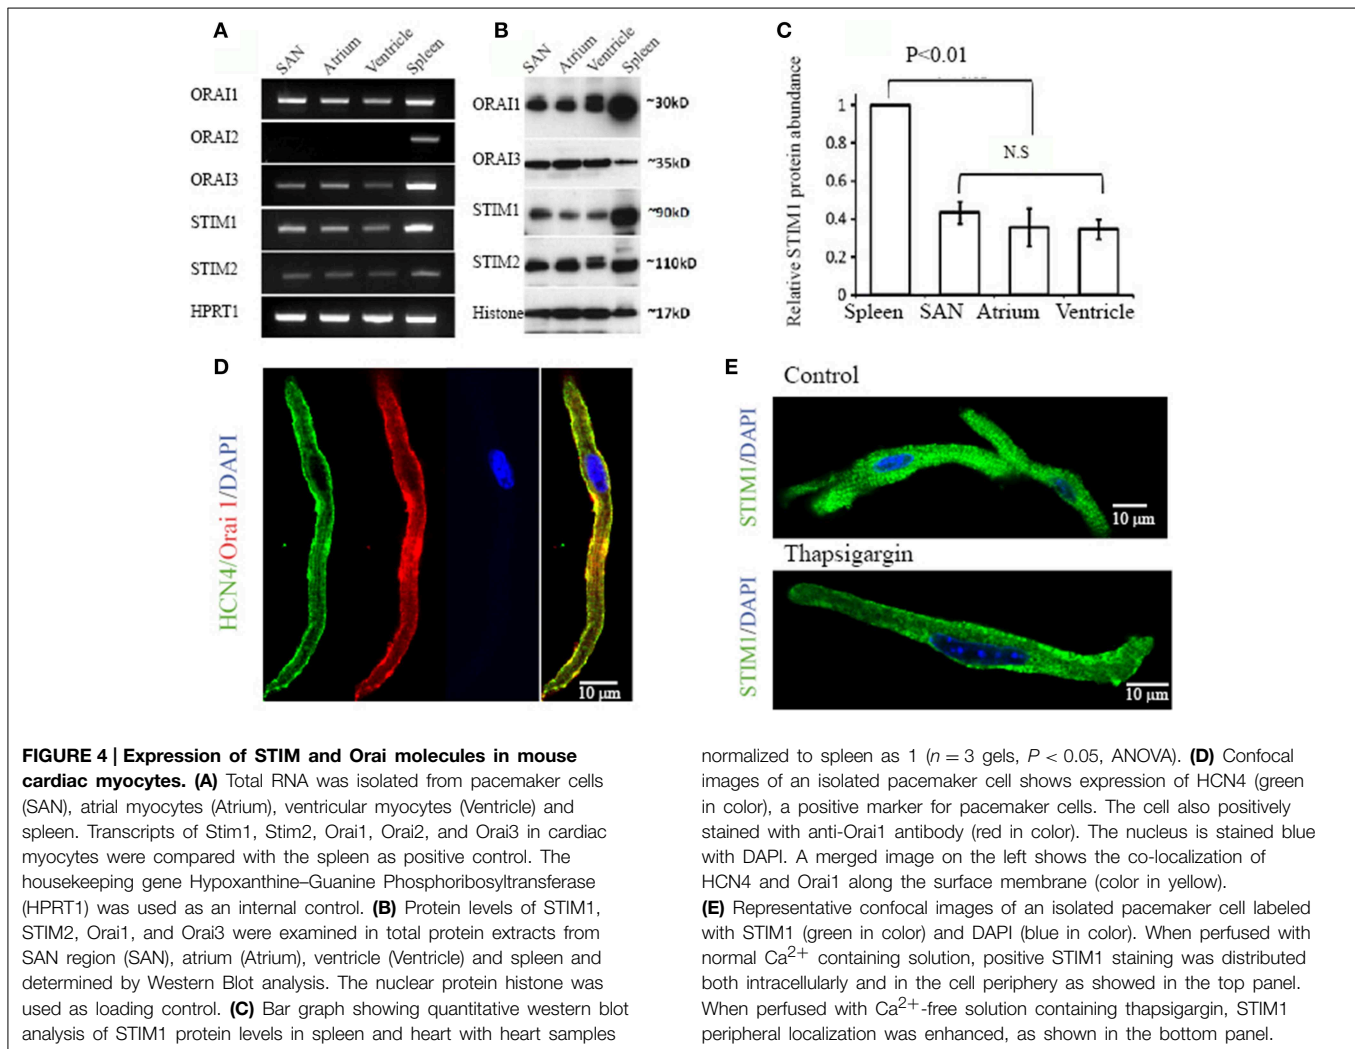 A
SAN Atrium Ventricle Spleen
ORAI1
ORAI2
ORAI3
STIM1
STIM2
HPRT1
B
SAN Atrium Ventricle Spleen
ORAI1 ~30kD
ORAI3 ~35kD
STIM1 ~90kD
STIM2 ~110kD
Histone ~17kD
C
P<0.01
N.S
Relative STIM1 protein abundance
1
0.8
0.6
0.4
0.2
0
Spleen SAN Atrium Ventricle
D
HCN4/Orai 1/DAPI
10 μm
E
Control
STIM1/DAPI
10 μm
Thapsigargin
STIM1/DAPI
10 μm
FIGURE 4 | Expression of STIM and Orai molecules in mouse
cardiac myocytes. (A) Total RNA was isolated from pacemaker cells
(SAN), atrial myocytes (Atrium), ventricular myocytes (Ventricle) and
spleen. Transcripts of Stim1, Stim2, Orai1, Orai2, and Orai3 in cardiac
myocytes were compared with the spleen as positive control. The
housekeeping gene Hypoxanthine–Guanine Phosphoribosyltransferase
(HPRT1) was used as an internal control. (B) Protein levels of STIM1,
STIM2, Orai1, and Orai3 were examined in total protein extracts from
SAN region (SAN), atrium (Atrium), ventricle (Ventricle) and spleen and
determined by Western Blot analysis. The nuclear protein histone was
used as loading control. (C) Bar graph showing quantitative western blot
analysis of STIM1 protein levels in spleen and heart with heart samples
normalized to spleen as 1 (n = 3 gels, P < 0.05, ANOVA). (D) Confocal
images of an isolated pacemaker cell shows expression of HCN4 (green
in color), a positive marker for pacemaker cells. The cell also positively
stained with anti-Orai1 antibody (red in color). The nucleus is stained blue
with DAPI. A merged image on the left shows the co-localization of
HCN4 and Orai1 along the surface membrane (color in yellow).
(E) Representative confocal images of an isolated pacemaker cell labeled
with STIM1 (green in color) and DAPI (blue in color). When perfused with
normal Ca²⁺ containing solution, positive STIM1 staining was distributed
both intracellularly and in the cell periphery as showed in the top panel.
When perfused with Ca²⁺-free solution containing thapsigargin, STIM1
peripheral localization was enhanced, as shown in the bottom panel.